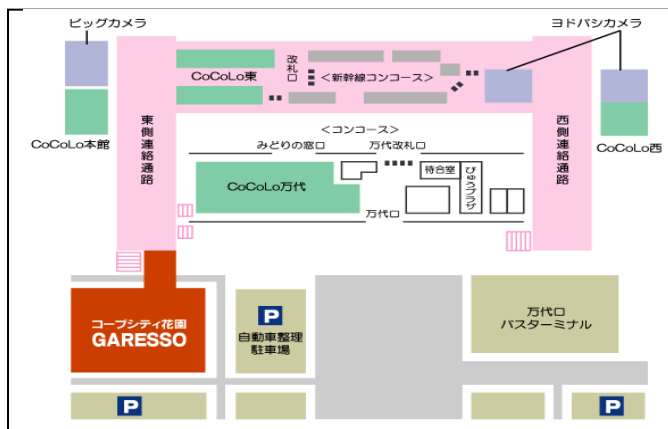 ビッグカメラ
ヨドバシカメラ
CoCoLo東
改札口
<新幹線コンコース>
東側連絡通路
西側連絡通路
CoCoLo本館
CoCoLo西
<コンコース>
みどりの窓口
万代改札口
CoCoLo万代
待合室
びゅうプラザ
万代口
コープシティ花園
GARESSO
P
自動車整理
駐車場
万代口
バスターミナル
P
P